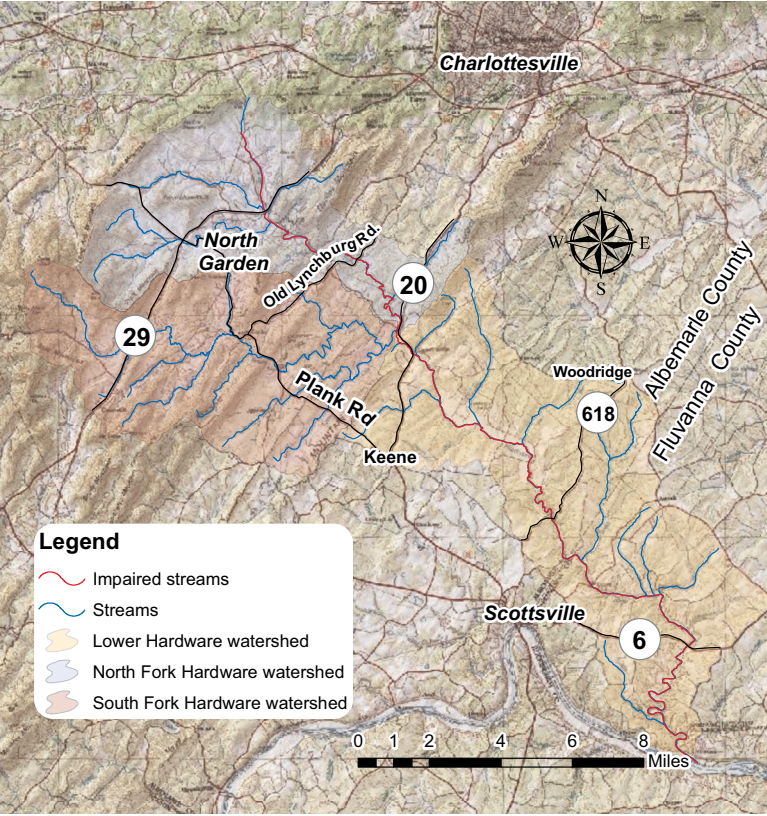 Charlottesville
N
W E
S
North
Garden
Old Lynchburg Rd.
20
29
Albemarle County
Fluvanna County
Woodridge
618
Plank Rd
Keene
Legend
Impaired streams
Streams
Lower Hardware watershed
North Fork Hardware watershed
South Fork Hardware watershed
Scottsville
6
0 1 2 4 6 8
Miles